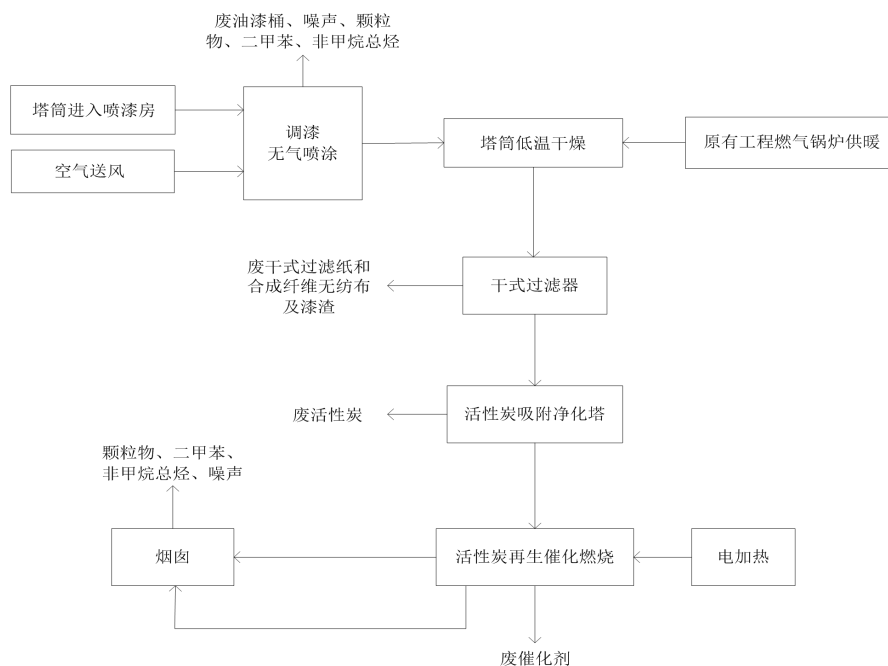 废油漆桶、噪声、颗粒
物、二甲苯、非甲烷总烃
塔筒进入喷漆房
空气送风
调漆
无气喷涂
塔筒低温干燥
原有工程燃气锅炉供暖
废干式过滤纸和
合成纤维无纺布
及漆渣
干式过滤器
废活性炭
活性炭吸附净化塔
颗粒物、二甲苯、
非甲烷总烃、噪声
烟囱
活性炭再生催化燃烧
电加热
废催化剂